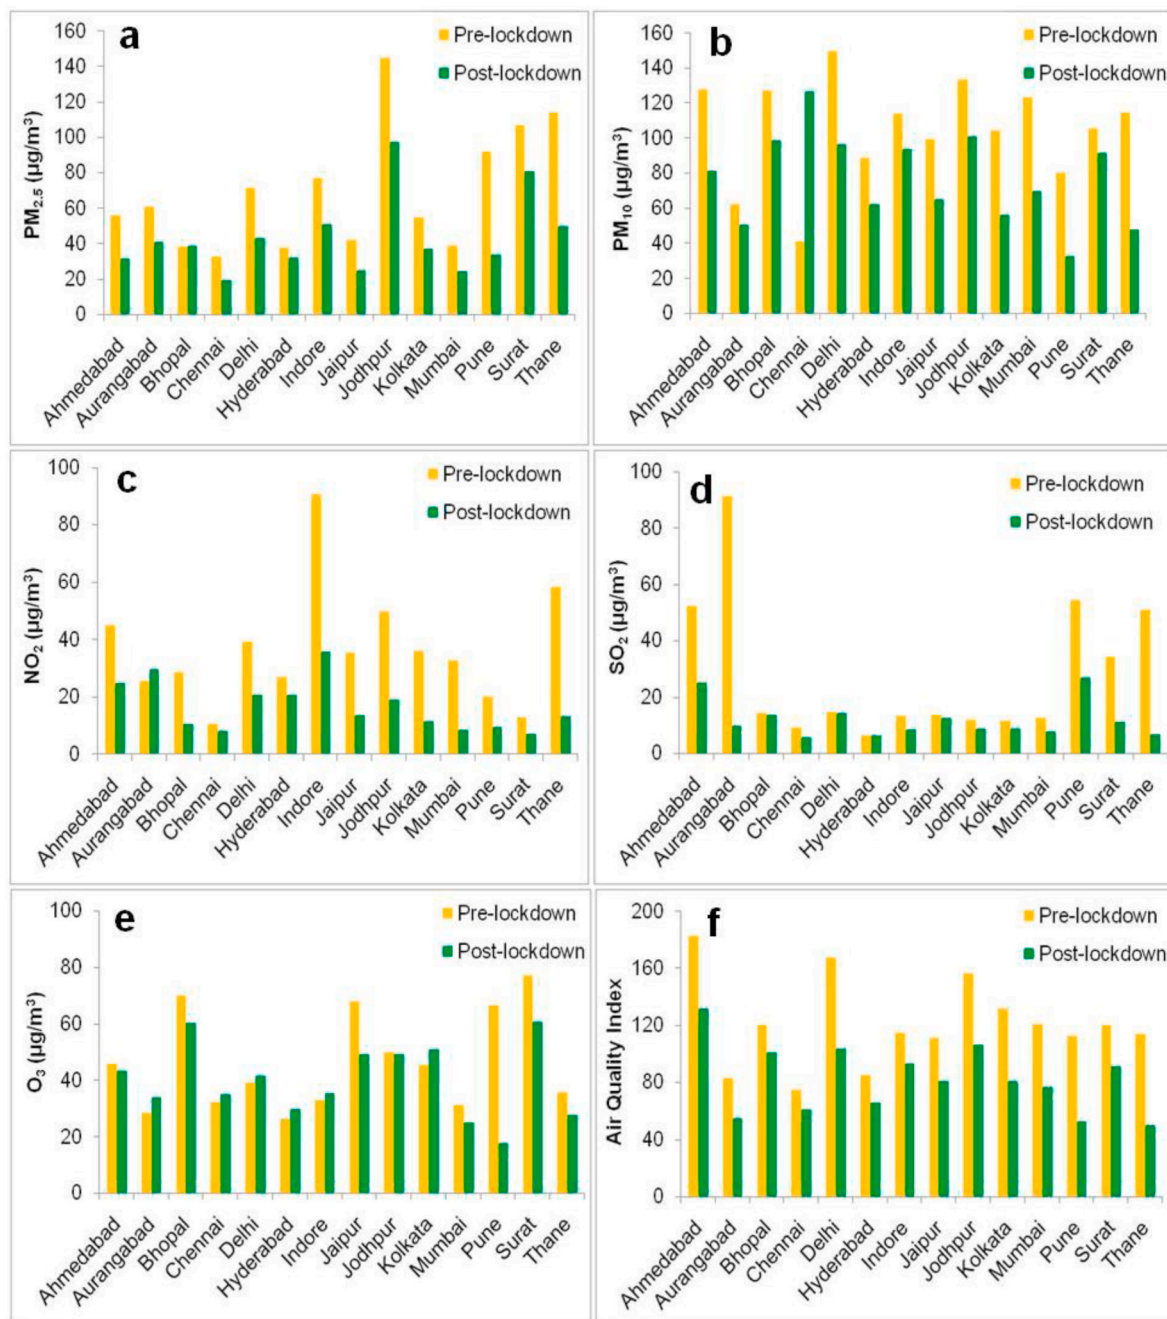 a
Pre-lockdown
Post-lockdown
PM2.5 (µg/m³)
160
140
120
100
80
60
40
20
0
Ahmedabad
Aurangabad
Bhopal
Chennai
Delhi
Hyderabad
Indore
Jaipur
Jodhpur
Kolkata
Mumbai
Pune
Surat
Thane
b
Pre-lockdown
Post-lockdown
PM10 (µg/m³)
160
140
120
100
80
60
40
20
0
Ahmedabad
Aurangabad
Bhopal
Chennai
Delhi
Hyderabad
Indore
Jaipur
Jodhpur
Kolkata
Mumbai
Pune
Surat
Thane
c
Pre-lockdown
Post-lockdown
NO2 (µg/m³)
100
80
60
40
20
0
Ahmedabad
Aurangabad
Bhopal
Chennai
Delhi
Hyderabad
Indore
Jaipur
Jodhpur
Kolkata
Mumbai
Pune
Surat
Thane
d
Pre-lockdown
Post-lockdown
SO2 (µg/m³)
100
80
60
40
20
0
Ahmedabad
Aurangabad
Bhopal
Chennai
Delhi
Hyderabad
Indore
Jaipur
Jodhpur
Kolkata
Mumbai
Pune
Surat
Thane
e
Pre-lockdown
Post-lockdown
O3 (µg/m³)
100
80
60
40
20
0
Ahmedabad
Aurangabad
Bhopal
Chennai
Delhi
Hyderabad
Indore
Jaipur
Jodhpur
Kolkata
Mumbai
Pune
Surat
Thane
f
Pre-lockdown
Post-lockdown
Air Quality Index
200
160
120
80
40
0
Ahmedabad
Aurangabad
Bhopal
Chennai
Delhi
Hyderabad
Indore
Jaipur
Jodhpur
Kolkata
Mumbai
Pune
Surat
Thane